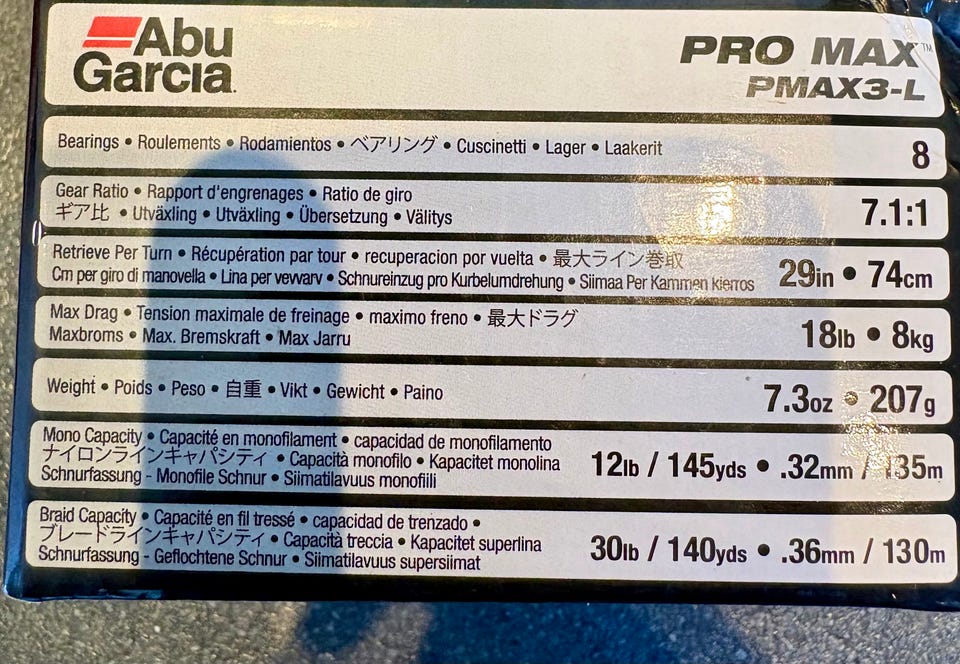 Abu
Garcia
PRO MAX™
PMAX3-L
Bearings • Roulements • Rodamientos • ベアリング • Cuscinetti • Lager • Laakerit
8
Gear Ratio • Rapport d'engrenages • Ratio de giro
ギア比 • Utväxling • Utväxling • Übersetzung • Välitys
7.1:1
Retrieve Per Turn • Récupération par tour • recuperacion por vuelta • 最大ライン巻取
Cm per giro di manovella • Lina per vevvarv • Schnureinzug pro Kurbelumdrehung • Siimaa Per Kammen kierros
29in • 74cm
Max Drag • Tension maximale de freinage • maximo freno • 最大ドラグ
Maxbroms • Max. Bremskraft • Max Jarru
18lb • 8kg
Weight • Poids • Peso • 自重 • Vikt • Gewicht • Paino
7.3oz • 207g
Mono Capacity • Capacité en monofilament • capacidad de monofilamento
ナイロンラインキャパシティ • Capacità monofilo • Kapacitet monolina
Schnurfassung - Monofile Schnur • Siimatilavuus monofiili
12lb / 145yds • .32mm / 135m
Braid Capacity • Capacité en fil tressé • capacidad de trenzado •
ブレードラインキャパシティ • Capacità treccia • Kapacitet superlina
Schnurfassung - Geflochtene Schnur • Siimatilavuus supersiimat
30lb / 140yds • .36mm / 130m